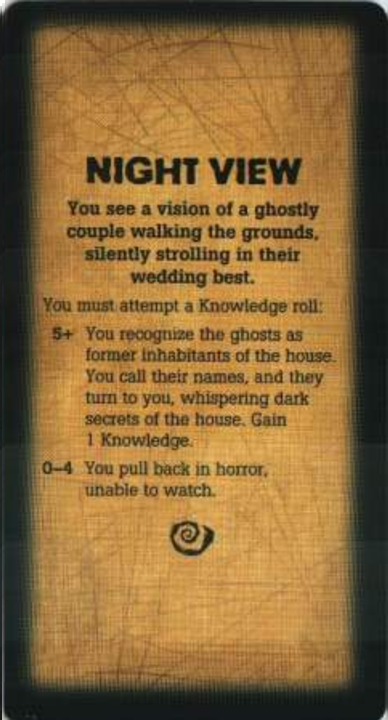 NIGHT VIEW
You see a vision of a ghostly
couple walking the grounds,
silently strolling in their
wedding best.
You must attempt a Knowledge roll:
5+ You recognize the ghosts as
former inhabitants of the house.
You call their names, and they
turn to you, whispering dark
secrets of the house. Gain
1 Knowledge.
0–4 You pull back in horror,
unable to watch.